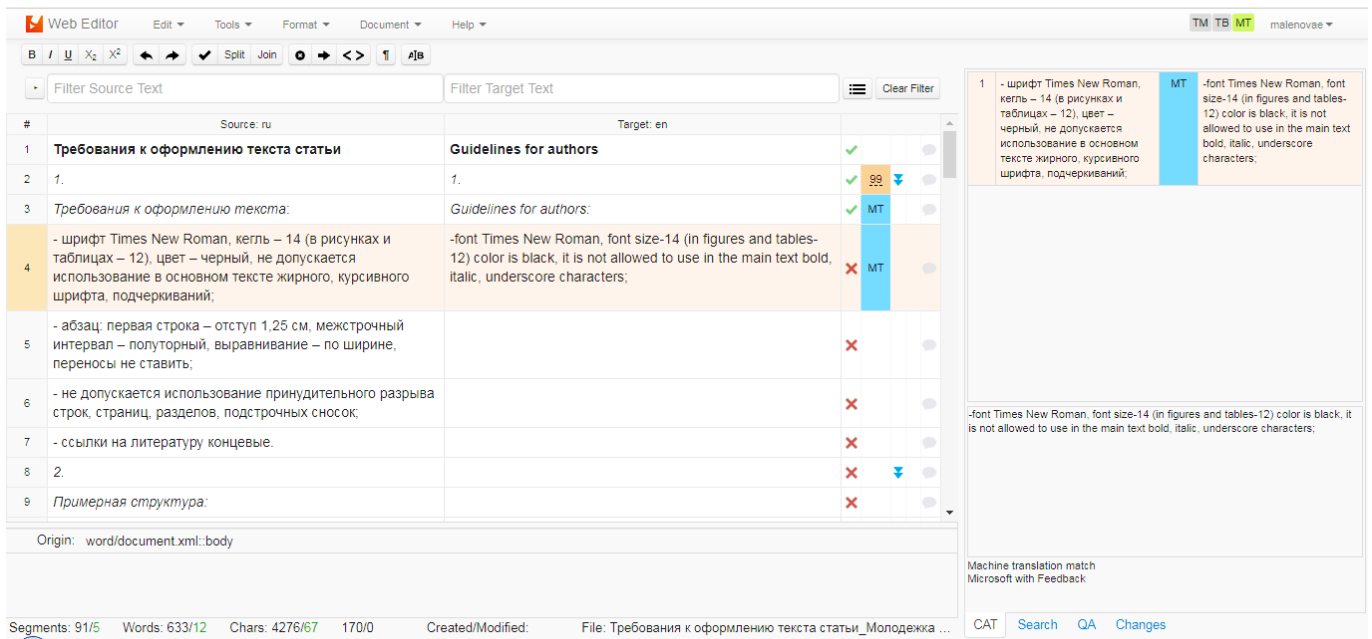 Web Editor Edit Tools Format Document Help TM TB MT malenovae
B I U X2 X2 Split Join < > ¶ A|B
Filter Source Text Filter Target Text Clear Filter
# Source: ru Target: en
1 Требования к оформлению текста статьи Guidelines for authors
2 1. 1. 99
3 Требования к оформлению текста: Guidelines for authors: MT
4 - шрифт Times New Roman, кегль – 14 (в рисунках и
таблицах – 12), цвет – черный, не допускается
использование в основном тексте жирного, курсивного
шрифта, подчеркиваний;
-font Times New Roman, font size-14 (in figures and tables-
12) color is black, it is not allowed to use in the main text bold,
italic, underscore characters;
MT
5 - абзац: первая строка – отступ 1,25 см, межстрочный
интервал – полуторный, выравнивание – по ширине,
переносы не ставить;
6 - не допускается использование принудительного разрыва
строк, страниц, разделов, подстрочных сносок;
7 - ссылки на литературу концевые.
8 2.
9 Примерная структура:
Origin: word/document.xml::body
Segments: 91/5 Words: 633/12 Chars: 4276/67 170/0 Created/Modified: File: Требования к оформлению текста статьи_Молодежка ...
1 - шрифт Times New Roman,
кегль – 14 (в рисунках и
таблицах – 12), цвет –
черный, не допускается
использование в основном
тексте жирного, курсивного
шрифта, подчеркиваний;
MT
-font Times New Roman, font
size-14 (in figures and tables-
12) color is black, it is not
allowed to use in the main text
bold, italic, underscore
characters;
-font Times New Roman, font size-14 (in figures and tables-12) color is black, it
is not allowed to use in the main text bold, italic, underscore characters;
Machine translation match
Microsoft with Feedback
CAT Search QA Changes